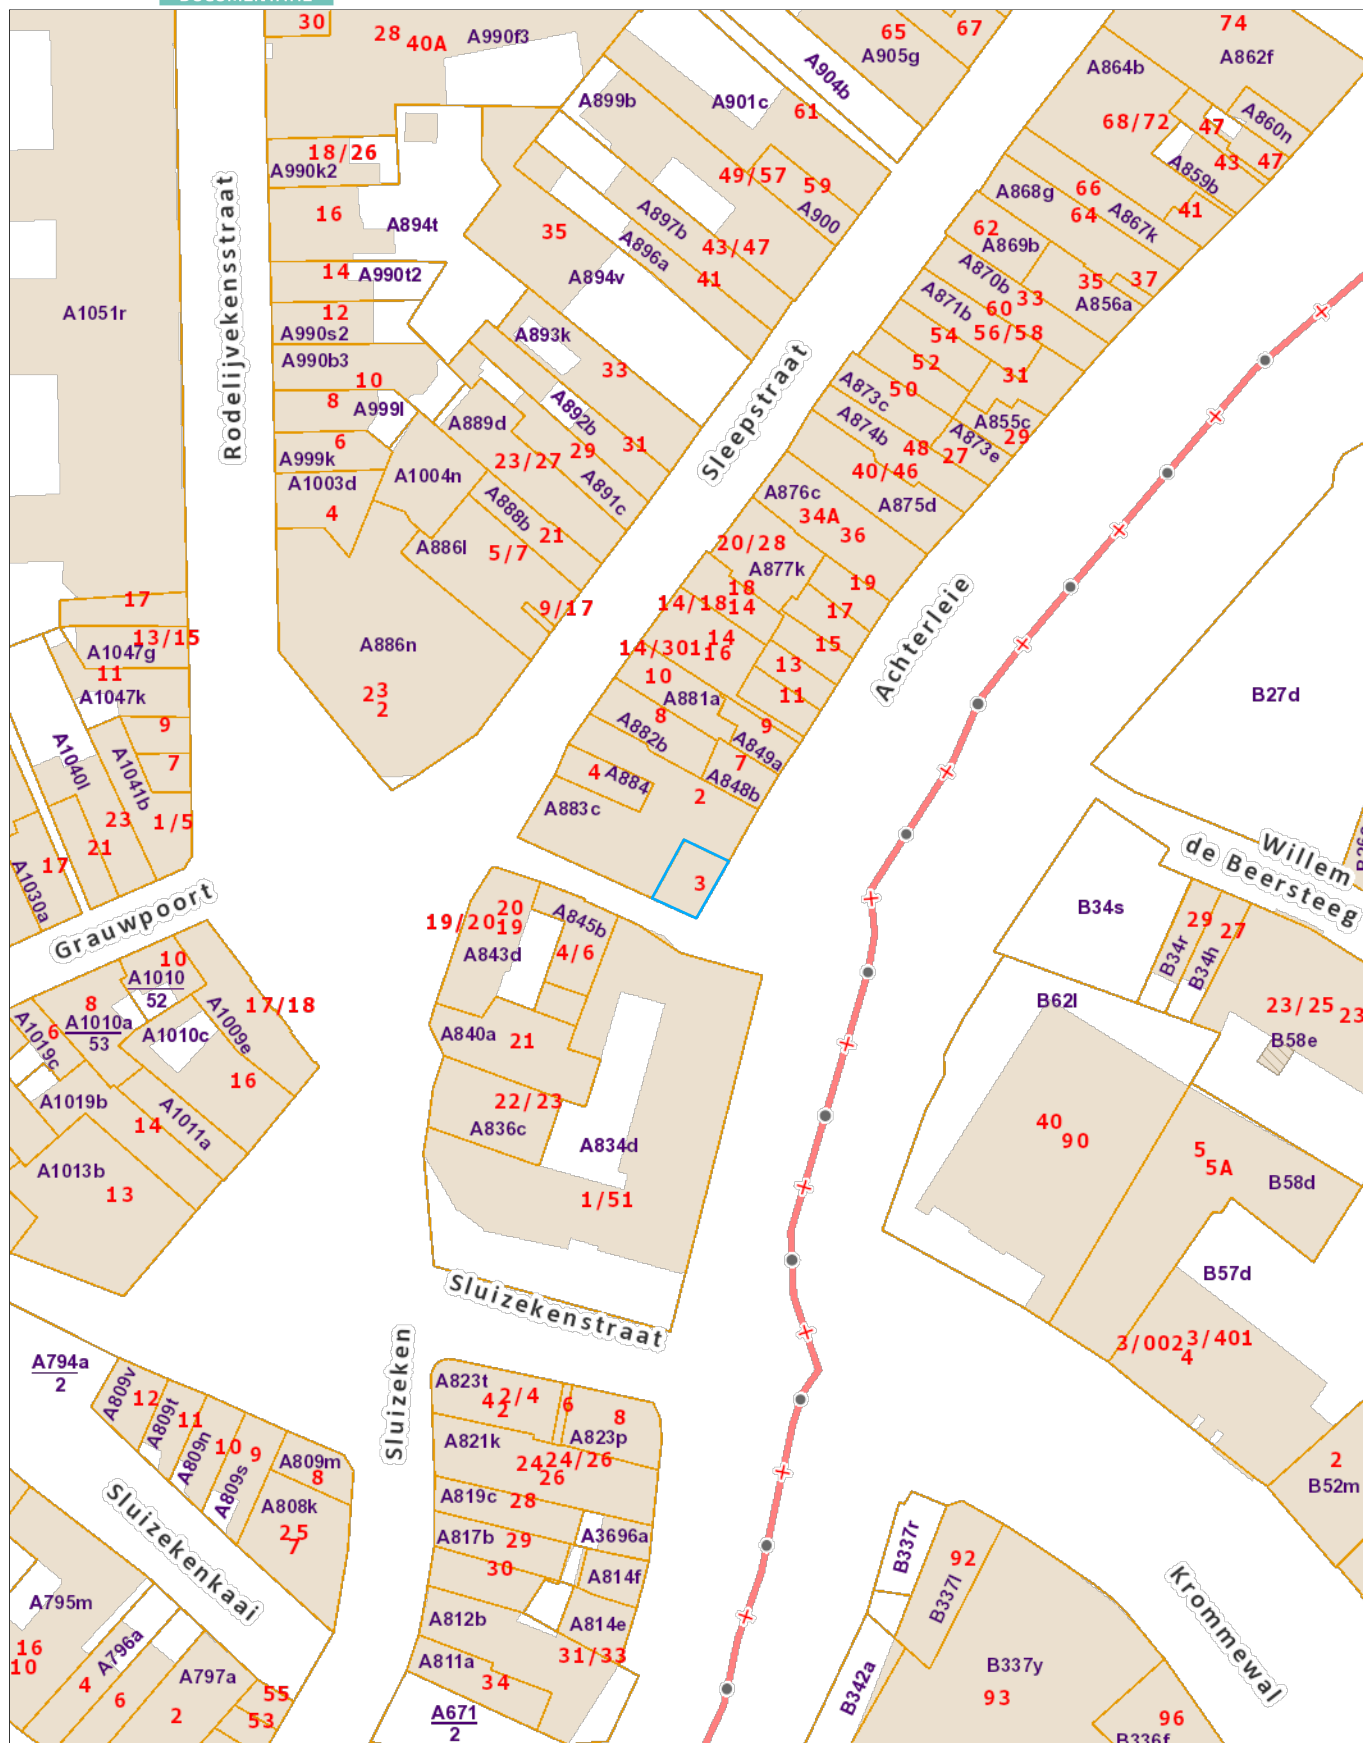 30
28
40A
A990f3
65
67
A905g
A904b
74
A862f
A864b
A899b
A901c
61
68/72
47
A860n
43
47
A859b
18/26
A990k2
49/57
59
A900
A868g
66
64
A867k
41
16
A894t
35
A897b
A896a
43/47
41
62
A869b
Rodelijvekensstraat
14
A990t2
A894v
A870b
33
35
37
A856a
A1051r
12
A990s2
A893k
A871b
60
54
56/58
A990b3
10
33
52
31
8
A999l
A889d
A892b
Sleepstraat
A873c
50
A874b
A855c
29
A873e
6
A999k
31
29
48
27
A1003d
A1004n
23/27
A891c
40/46
A876c
A875d
4
A888b
21
34A
36
A886l
5/7
20/28
A877k
19
17
9/17
18
14/18
14
17
Achterleie
13/15
A1047g
A886n
14
14/301
16
15
11
A1047k
10
13
B27d
23
2
A881a
11
9
8
A882b
9
A849a
A1040l
7
A1041b
7
A848b
4
A884
2
A883c
23
1/5
21
17
A1030a
Willem
de Beersteeg
3
Grauwpoort
B34s
20
19/20
19
A845b
4/6
A843d
29
27
B34r
B34h
10
A1010
52
8
A1010a
53
6
A1019c
A1010c
A1009e
17/18
B62l
23/25
23
B58e
A840a
21
16
A1019b
14
A1011a
22/23
A836c
40
90
A834d
5
5A
B58d
A1013b
13
1/51
B57d
Sluizekenstraat
3/002
3/401
4
Sluizeken
A794a
2
A809v
12
A809t
11
A809n
10
9
A809s
A809m
8
A823t
4
2/4
2
6
8
A823p
A821k
24
24/26
26
2
B52m
A808k
25
7
A819c
28
Sluizekenkaai
A817b
29
A3696a
30
A814f
B337r
92
B337l
A795m
A812b
A814e
Krommewal
16
10
A796a
4
A797a
6
2
55
53
A811a
34
31/33
A671
2
B342a
B337y
93
96
B336f